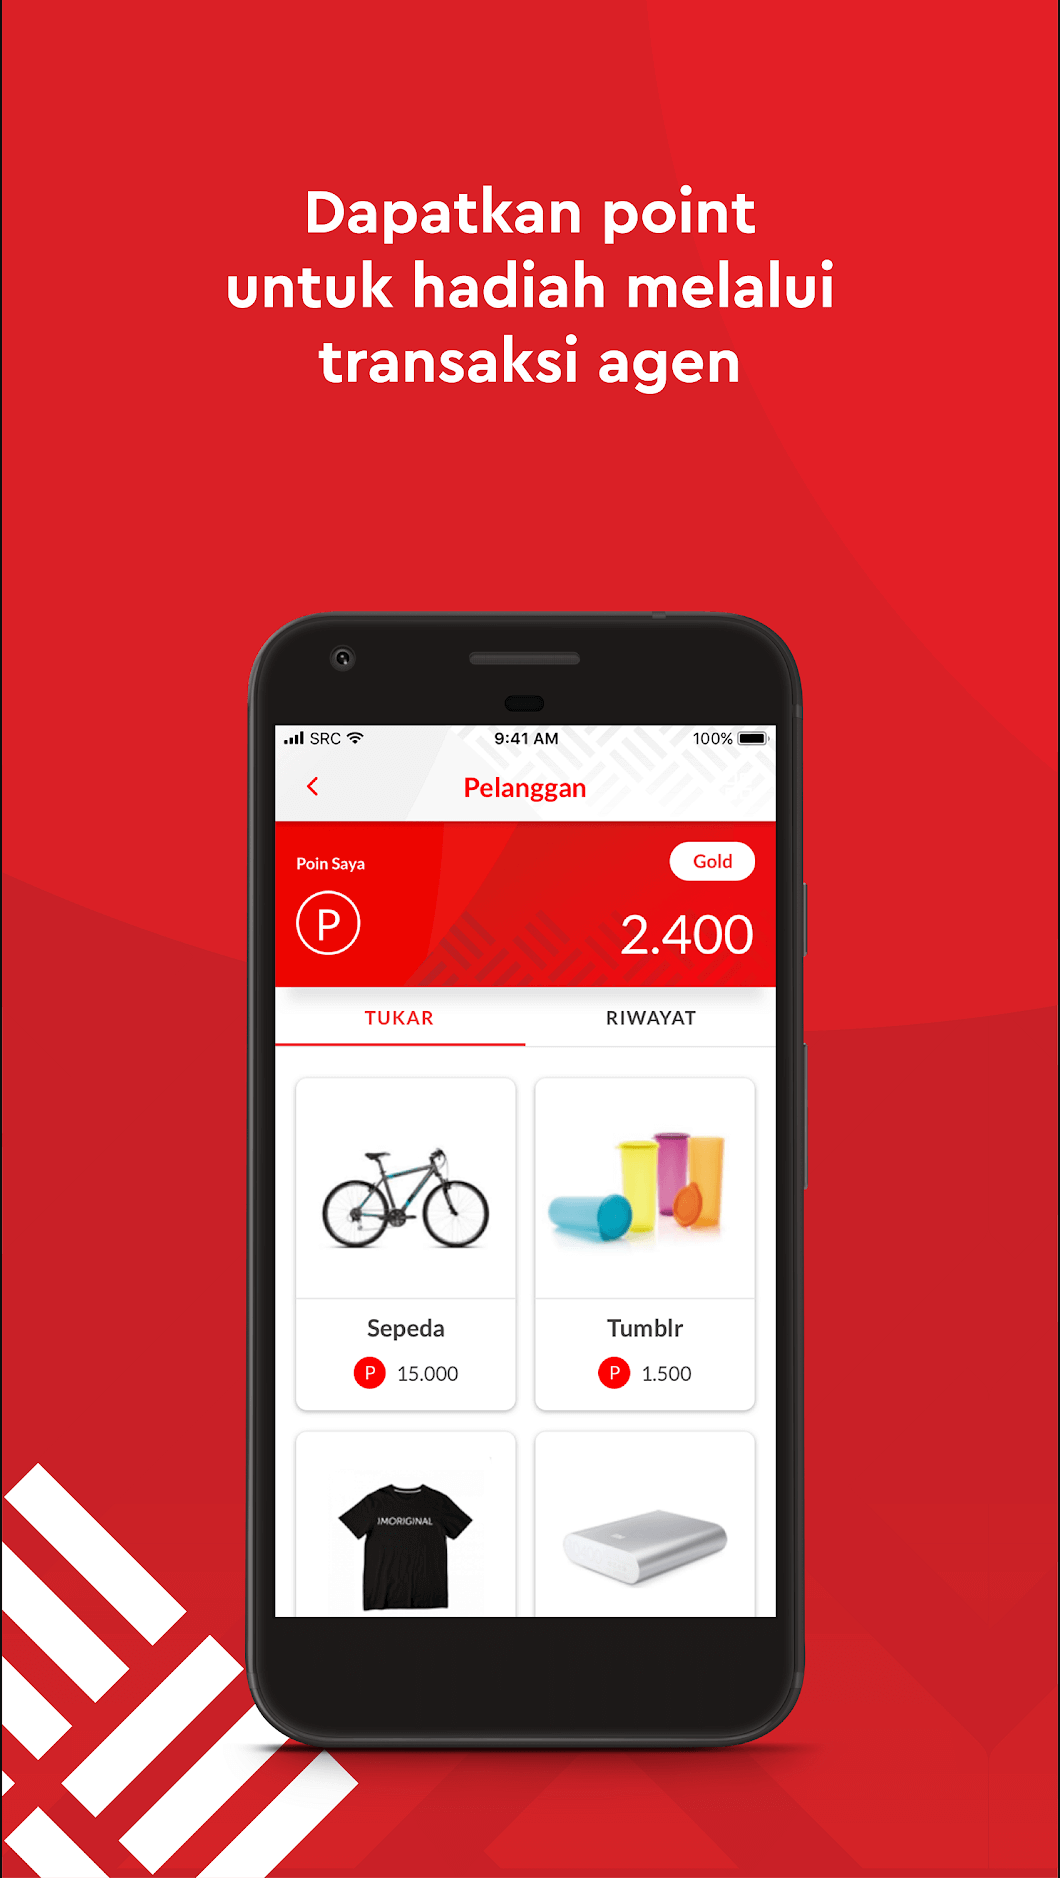 Dapatkan point
untuk hadiah melalui
transaksi agen
SRC 9:41 AM 100%
Pelanggan
Poin Saya Gold
P 2.400
TUKAR RIWAYAT
Sepeda Tumblr
P 15.000 P 1.500
IMORIGINAL